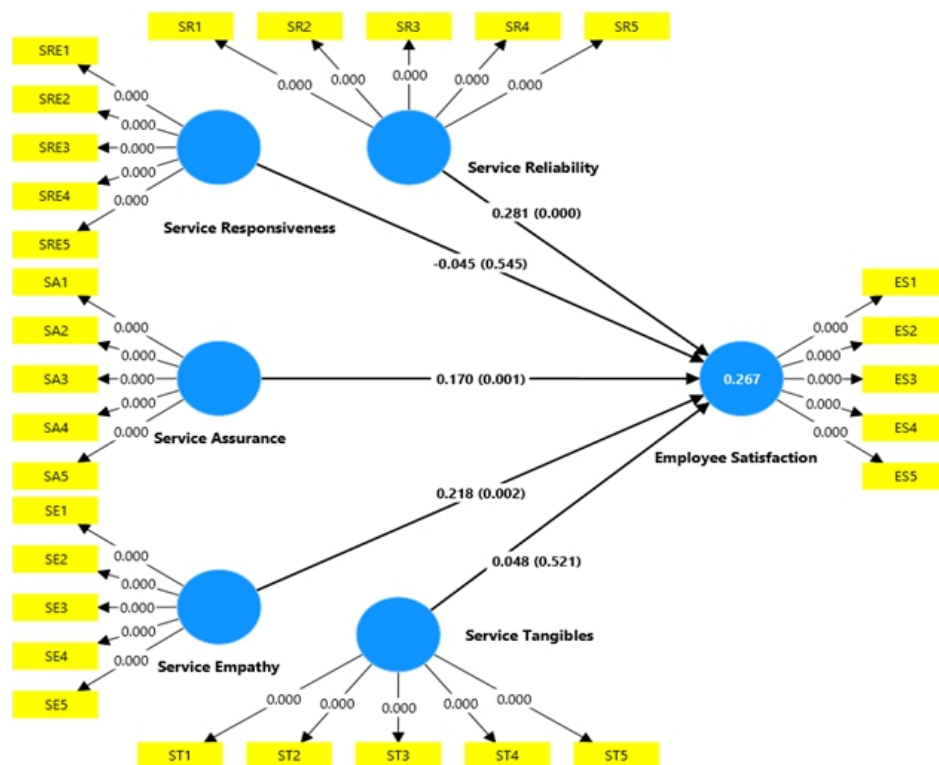 SR1
SR2
SR3
SR4
SR5
0.000
0.000
0.000
0.000
0.000
Service Reliability
SRE1
SRE2
SRE3
SRE4
SRE5
0.000
0.000
0.000
0.000
0.000
Service Responsiveness
0.281 (0.000)
-0.045 (0.545)
SA1
SA2
SA3
SA4
SA5
0.000
0.000
0.000
0.000
0.000
Service Assurance
0.170 (0.001)
0.267
Employee Satisfaction
0.000
0.000
0.000
0.000
0.000
ES1
ES2
ES3
ES4
ES5
SE1
SE2
SE3
SE4
SE5
0.000
0.000
0.000
0.000
0.000
Service Empathy
0.218 (0.002)
0.048 (0.521)
Service Tangibles
0.000
0.000
0.000
0.000
0.000
ST1
ST2
ST3
ST4
ST5